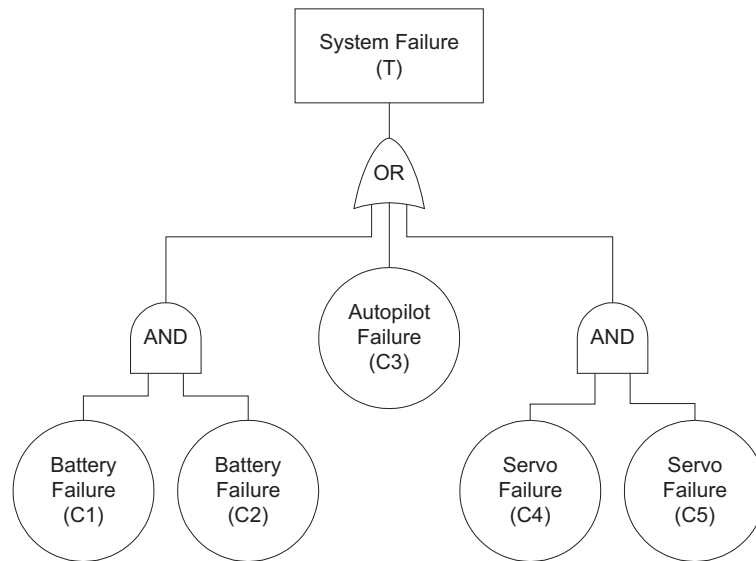 System Failure
(T)
OR
AND
Autopilot
Failure
(C3)
AND
Battery
Failure
(C1)
Battery
Failure
(C2)
Servo
Failure
(C4)
Servo
Failure
(C5)